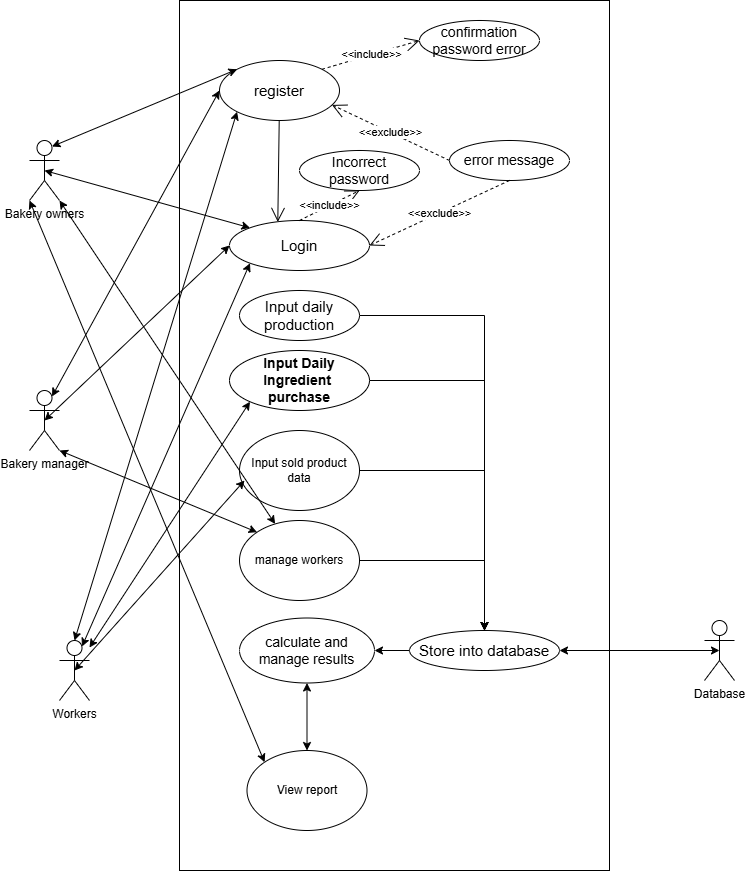 confirmation
password error
<<include>>
register
<<exclude>>
error message
Incorrect
password
<<include>>
<<exclude>>
Bakery owners
Login
Input daily
production
Input Daily
Ingredient
purchase
Bakery manager
Input sold product
data
manage workers
calculate and
manage results
Store into database
Workers
Database
View report